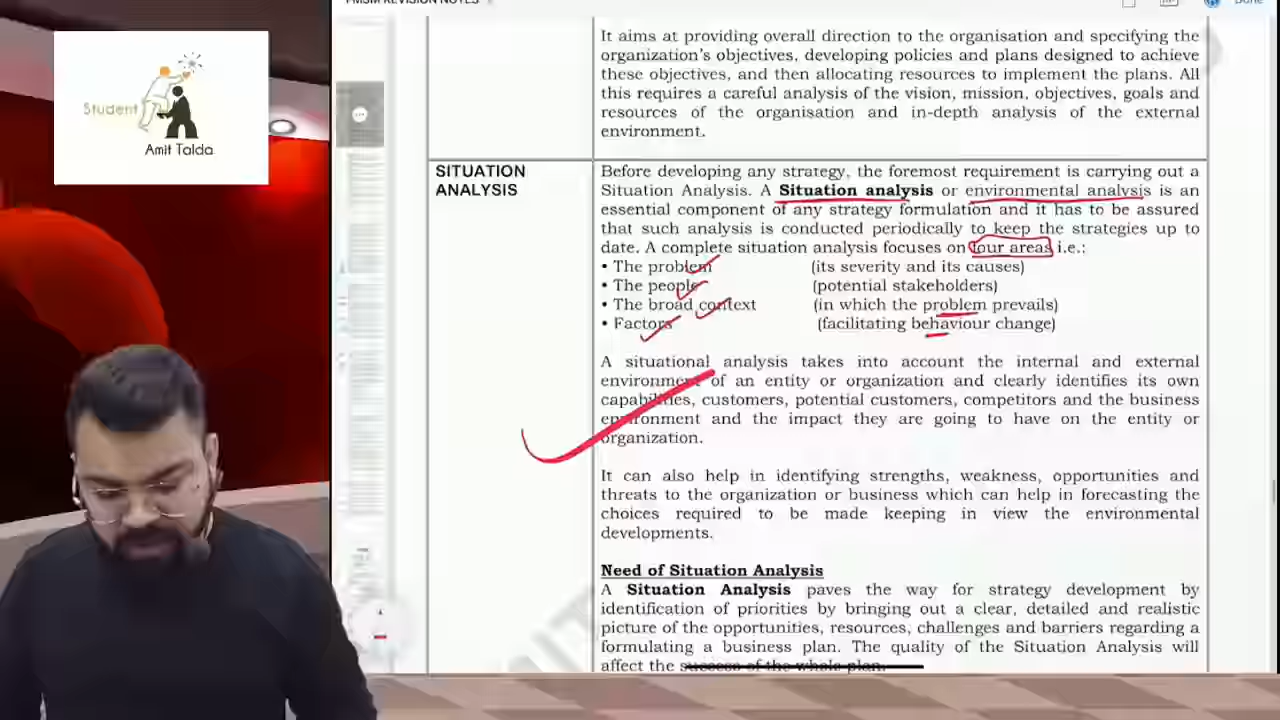 FMSM REVISION NOTES
Done
Student
Amit Talda
It aims at providing overall direction to the organisation and specifying the
organization's objectives, developing policies and plans designed to achieve
these objectives, and then allocating resources to implement the plans. All
this requires a careful analysis of the vision, mission, objectives, goals and
resources of the organisation and in-depth analysis of the external
environment.
SITUATION
ANALYSIS
Before developing any strategy, the foremost requirement is carrying out a
Situation Analysis. A Situation analysis or environmental analysis is an
essential component of any strategy formulation and it has to be assured
that such analysis is conducted periodically to keep the strategies up to
date. A complete situation analysis focuses on four areas i.e.:
• The problem (its severity and its causes)
• The people (potential stakeholders)
• The broad context (in which the problem prevails)
• Factors (facilitating behaviour change)
A situational analysis takes into account the internal and external
environment of an entity or organization and clearly identifies its own
capabilities, customers, potential customers, competitors and the business
environment and the impact they are going to have on the entity or
organization.
It can also help in identifying strengths, weakness, opportunities and
threats to the organization or business which can help in forecasting the
choices required to be made keeping in view the environmental
developments.
Need of Situation Analysis
A Situation Analysis paves the way for strategy development by
identification of priorities by bringing out a clear, detailed and realistic
picture of the opportunities, resources, challenges and barriers regarding a
formulating a business plan. The quality of the Situation Analysis will
affect the success of the whole plan.